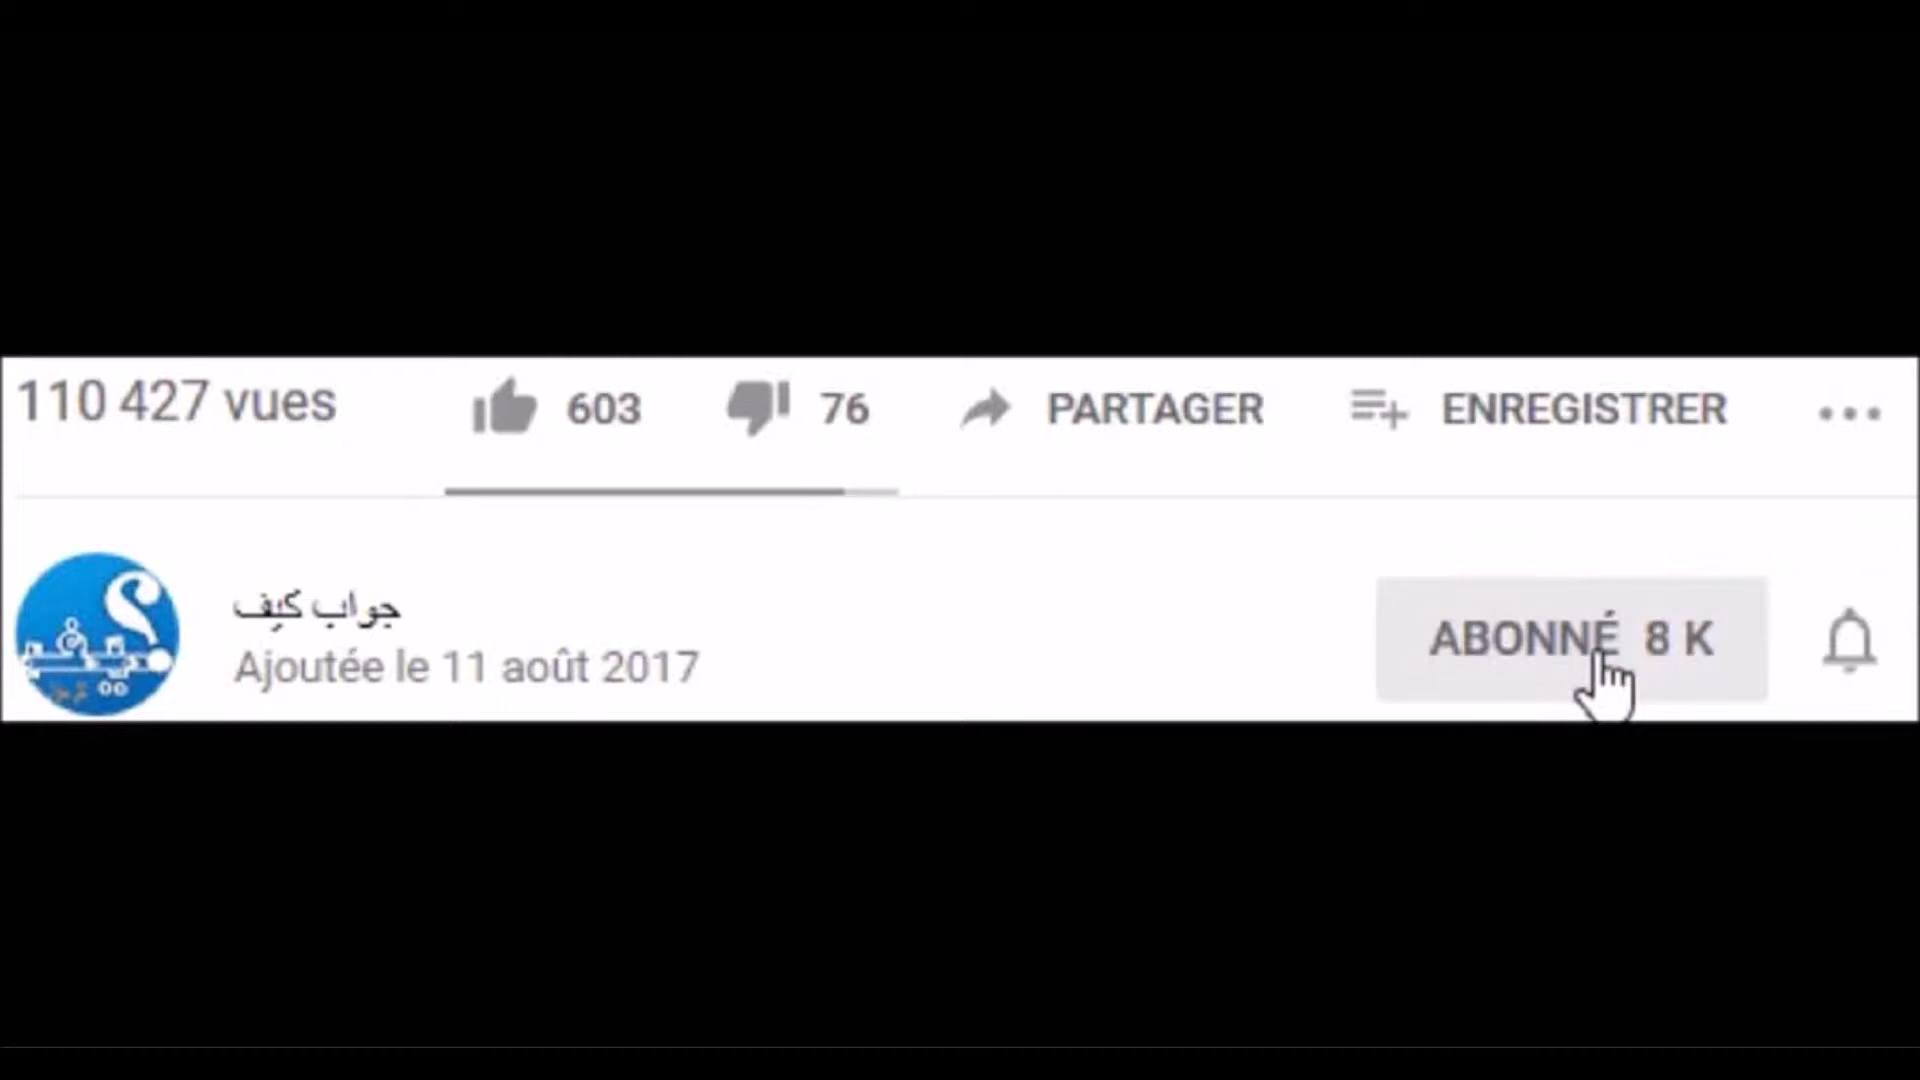 110 427 vues 603 76 PARTAGER ENREGISTRER
جواب كيف
Ajoutée le 11 août 2017
ABONNÉ 8 K